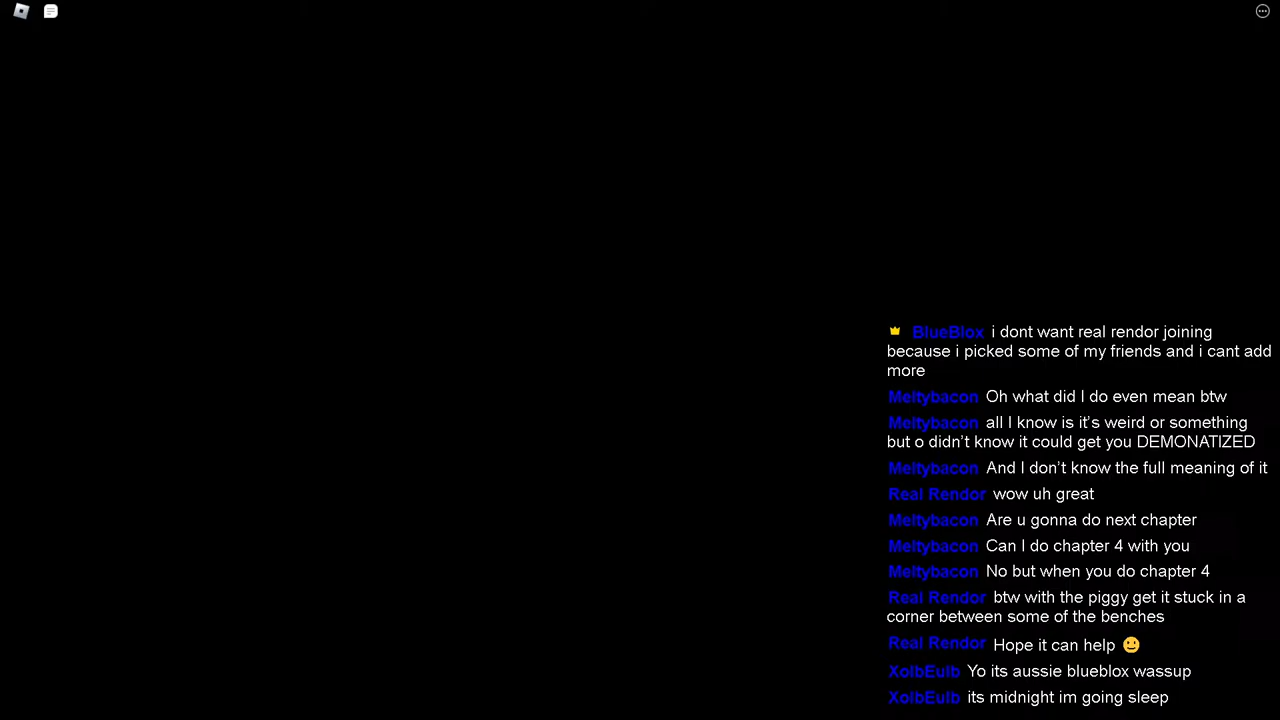 BlueBlox i dont want real rendor joining
because i picked some of my friends and i cant add
more
Meltybacon Oh what did I do even mean btw
Meltybacon all I know is it's weird or something
but o didn't know it could get you DEMONATIZED
Meltybacon And I don't know the full meaning of it
Real Rendor wow uh great
Meltybacon Are u gonna do next chapter
Meltybacon Can I do chapter 4 with you
Meltybacon No but when you do chapter 4
Real Rendor btw with the piggy get it stuck in a
corner between some of the benches
Real Rendor Hope it can help 🙂
XolbEulb Yo its aussie blueblox wassup
XolbEulb its midnight im going sleep